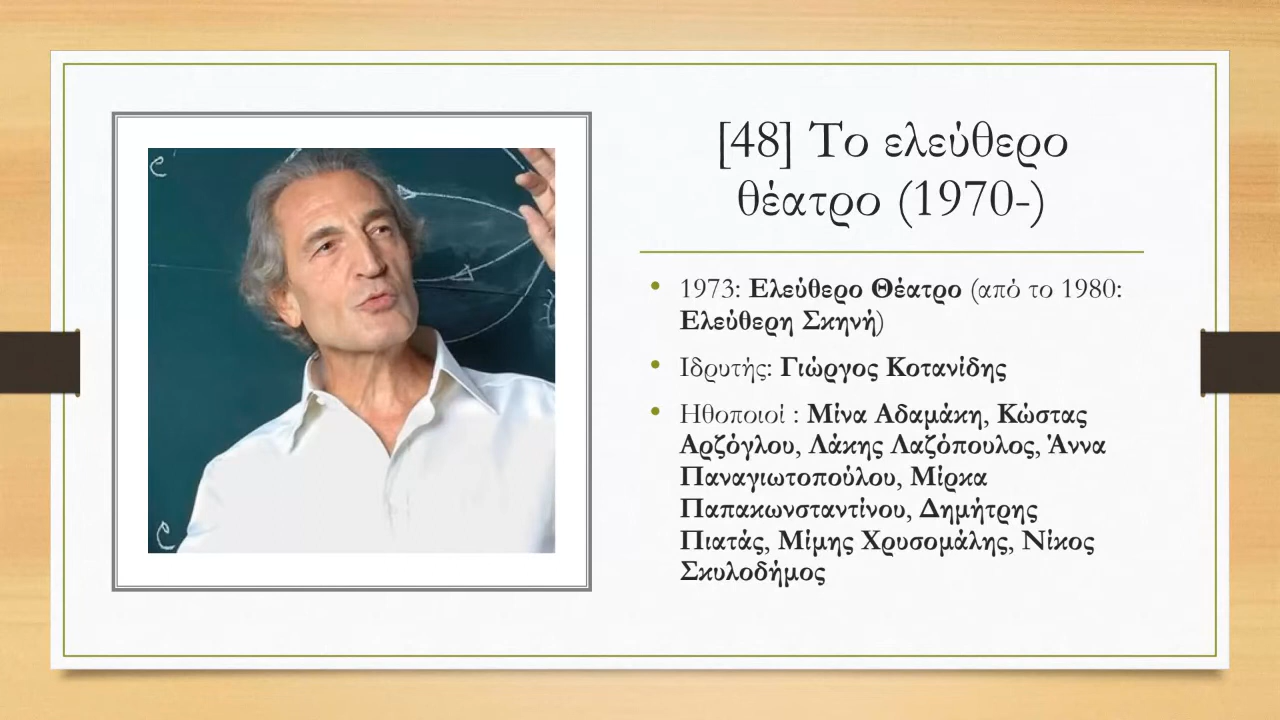 [48] Το ελεύθερο
θέατρο (1970-)
• 1973: Ελεύθερο Θέατρο (από το 1980:
Ελεύθερη Σκηνή)
• Ιδρυτής: Γιώργος Κοτανίδης
• Ηθοποιοί : Μίνα Αδαμάκη, Κώστας
Αρζόγλου, Λάκης Λαζόπουλος, Άννα
Παναγιωτοπούλου, Μίρκα
Παπακωνσταντίνου, Δημήτρης
Πιατάς, Μίμης Χρυσομάλης, Νίκος
Σκυλοδήμος